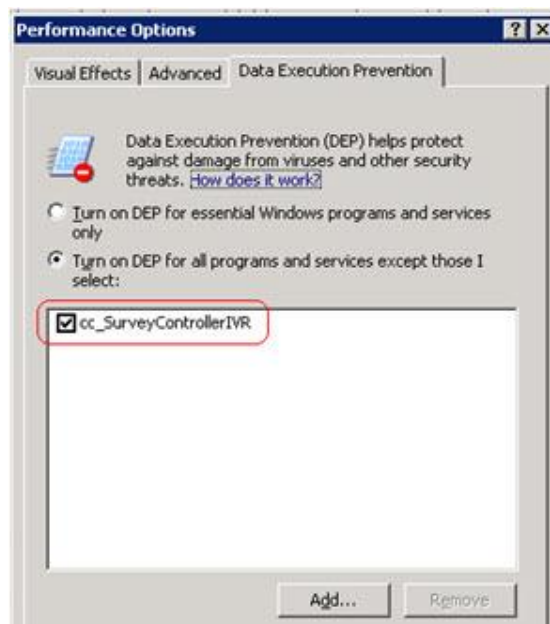 Performance Options
Visual Effects
Advanced
Data Execution Prevention
Data Execution Prevention (DEP) helps protect
against damage from viruses and other security
threats. How does it work?
Turn on DEP for essential Windows programs and services
only
Turn on DEP for all programs and services except those I
select:
cc_SurveyControllerIVR
Add...
Remove